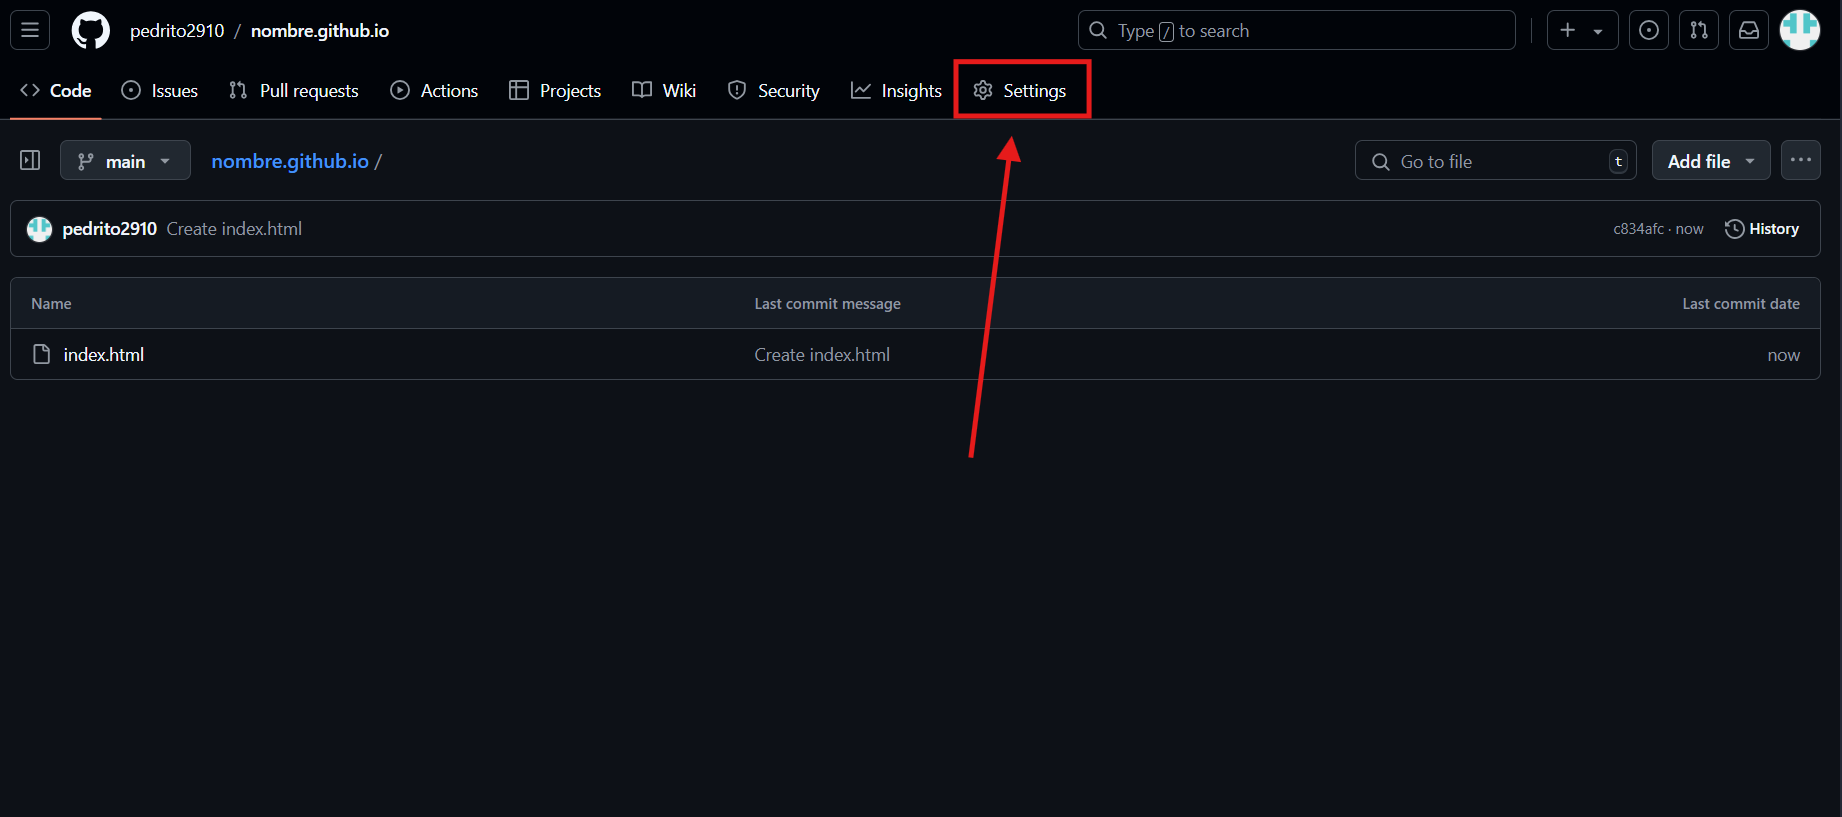 pedrito2910 / nombre.github.io
Type / to search
Code Issues Pull requests Actions Projects Wiki Security Insights Settings
main nombre.github.io /
Go to file t Add file
pedrito2910 Create index.html c834afc · now History
Name Last commit message Last commit date
index.html Create index.html now